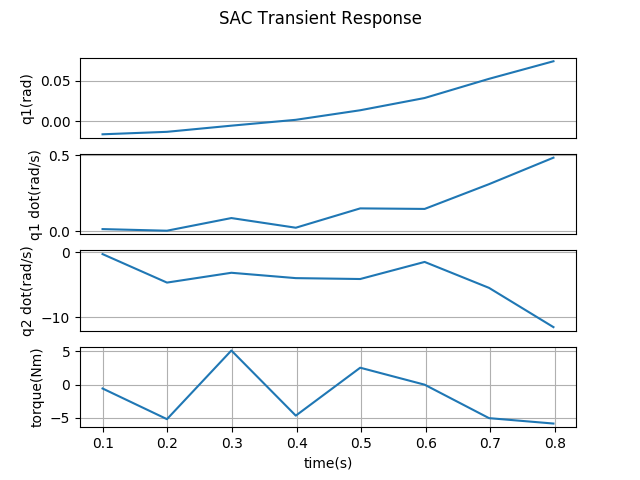 SAC Transient Response
q1(rad)
0.05
0.00
q1 dot(rad/s)
0.5
0.0
q2 dot(rad/s)
0
−10
torque(Nm)
5
0
−5
0.1 0.2 0.3 0.4 0.5 0.6 0.7 0.8
time(s)